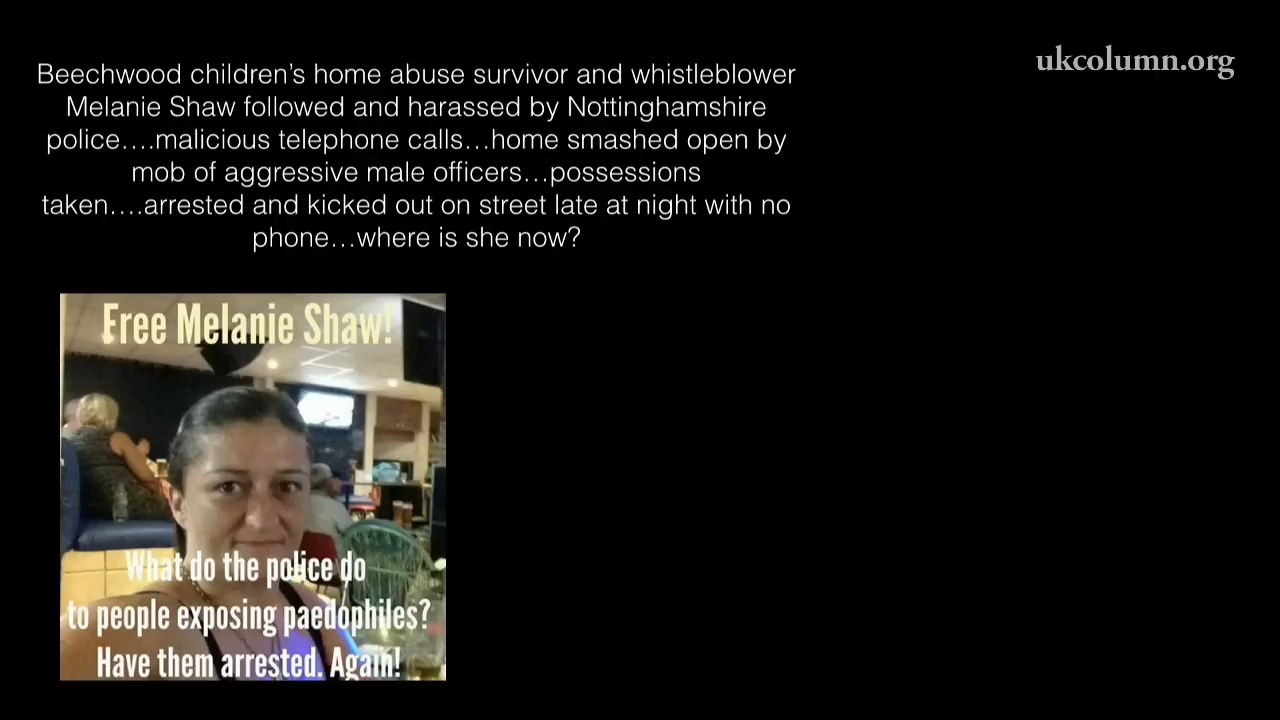 ukcolumn.org
Beechwood children’s home abuse survivor and whistleblower
Melanie Shaw followed and harassed by Nottinghamshire
police….malicious telephone calls…home smashed open by
mob of aggressive male officers…possessions
taken….arrested and kicked out on street late at night with no
phone…where is she now?
Free Melanie Shaw!
What do the police do
to people exposing paedophiles?
Have them arrested. Again!